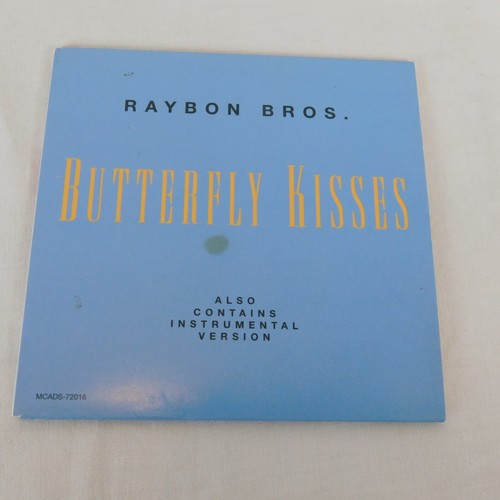 RAYBON BROS.
BUTTERFLY KISSES
ALSO
CONTAINS
INSTRUMENTAL
VERSION
MCADS-72016